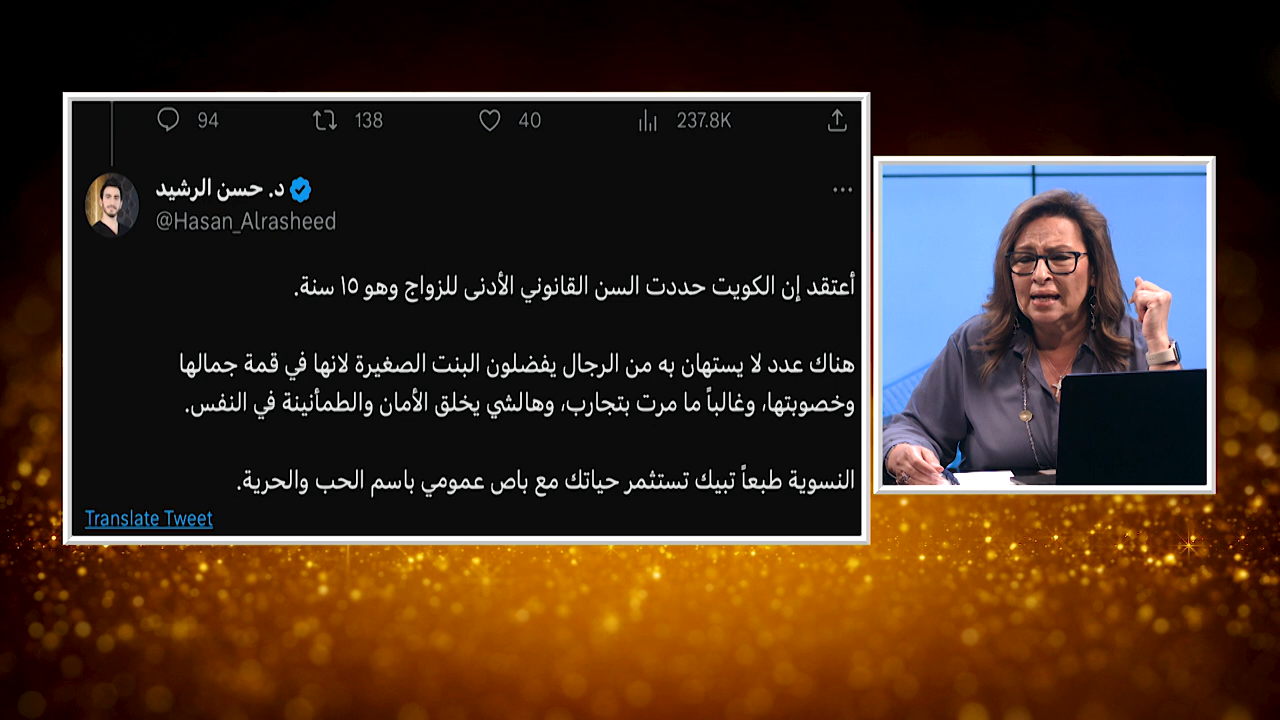 94 138 40 237.8K
د. حسن الرشيد
@Hasan_Alrasheed
أعتقد إن الكويت حددت السن القانوني الأدنى للزواج وهو ١٥ سنة.
هناك عدد لا يستهان به من الرجال يفضلون البنت الصغيرة لانها في قمة جمالها
وخصوبتها، وغالباً ما مرت بتجارب، وهالشي يخلق الأمان والطمأنينة في النفس.
النسوية طبعاً تبيك تستثمر حياتك مع باص عمومي باسم الحب والحرية.
Translate Tweet